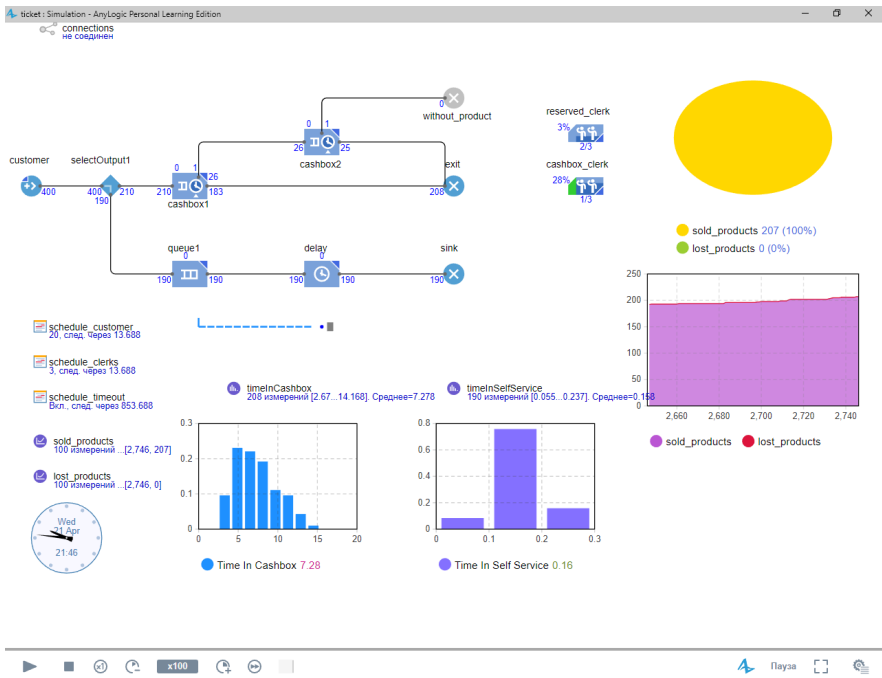 ticket : Simulation - AnyLogic Personal Learning Edition
connections
не соединен
0
without_product
0 1
26 25
cashbox2
reserved_clerk
3%
2/3
cashbox_clerk
28%
1/3
customer
400
selectOutput1
400 210
190
0 1
26
210 183
cashbox1
exit
208
queue1
0
190 190
delay
0
190 190
sink
190
sold_products 207 (100%)
lost_products 0 (0%)
schedule_customer
20, след. через 13.688
schedule_clerks
3, след. через 13.688
schedule_timeout
Вкл., след. через 853.688
sold_products
100 измерений ...[2,746, 207]
lost_products
100 измерений ...[2,746, 0]
Wed
21 Apr
21:46
timeInCashbox
208 измерений [2.67...14.168]. Среднее=7.278
0.3
0.2
0.1
0
0 5 10 15 20
Time In Cashbox 7.28
timeInSelfService
190 измерений [0.055...0.237]. Среднее=0.158
0.8
0.6
0.4
0.2
0
0 0.1 0.2 0.3
Time In Self Service 0.16
250
200
150
100
50
0
2,660 2,680 2,700 2,720 2,740
sold_products lost_products
x1
x100
Пауза